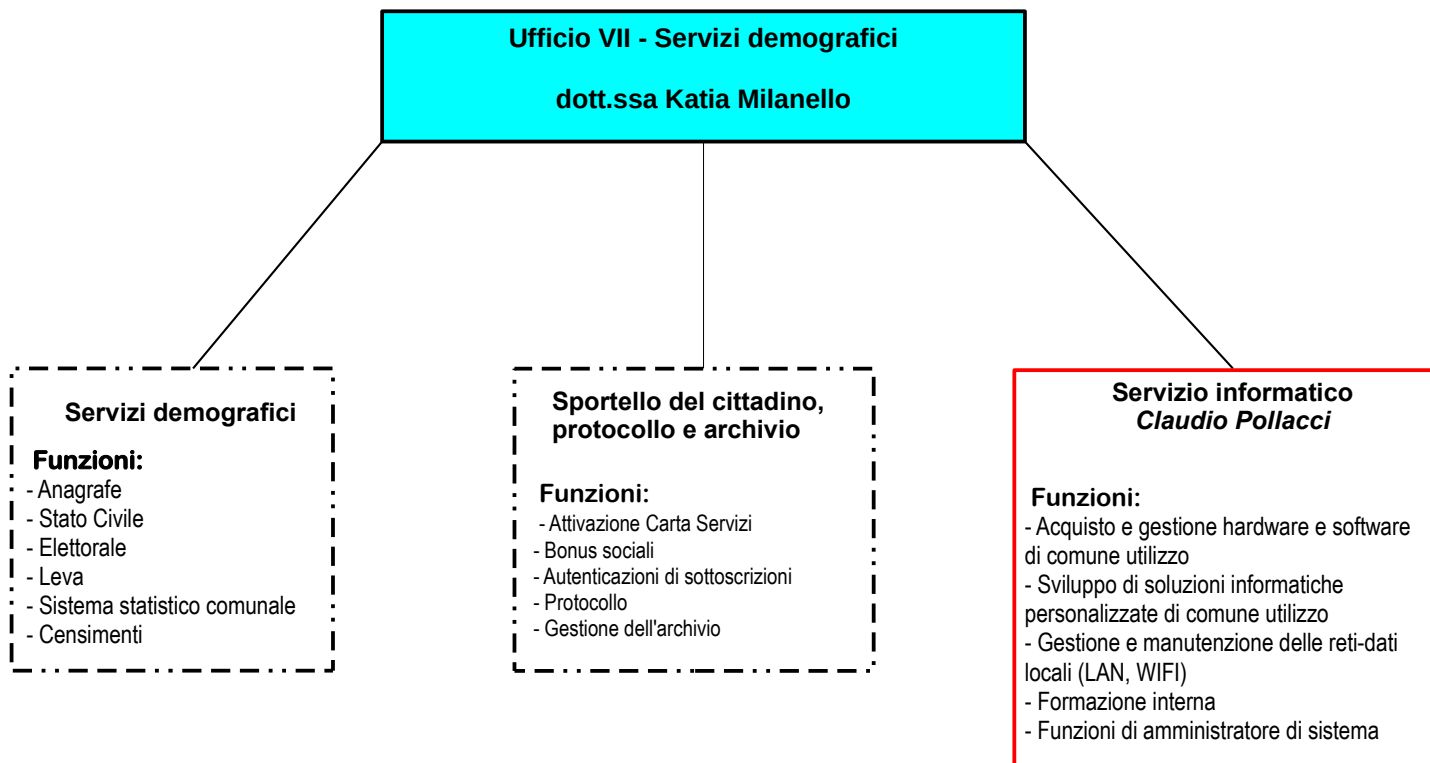 Ufficio VII - Servizi demografici
dott.ssa Katia Milanello
Servizi demografici
Funzioni:
- Anagrafe
- Stato Civile
- Elettorale
- Leva
- Sistema statistico comunale
- Censimenti
Sportello del cittadino,
protocollo e archivio
Funzioni:
- Attivazione Carta Servizi
- Bonus sociali
- Autenticazioni di sottoscrizioni
- Protocollo
- Gestione dell'archivio
Servizio informatico
Claudio Pollacci
Funzioni:
- Acquisto e gestione hardware e software
di comune utilizzo
- Sviluppo di soluzioni informatiche
personalizzate di comune utilizzo
- Gestione e manutenzione delle reti-dati
locali (LAN, WIFI)
- Formazione interna
- Funzioni di amministratore di sistema